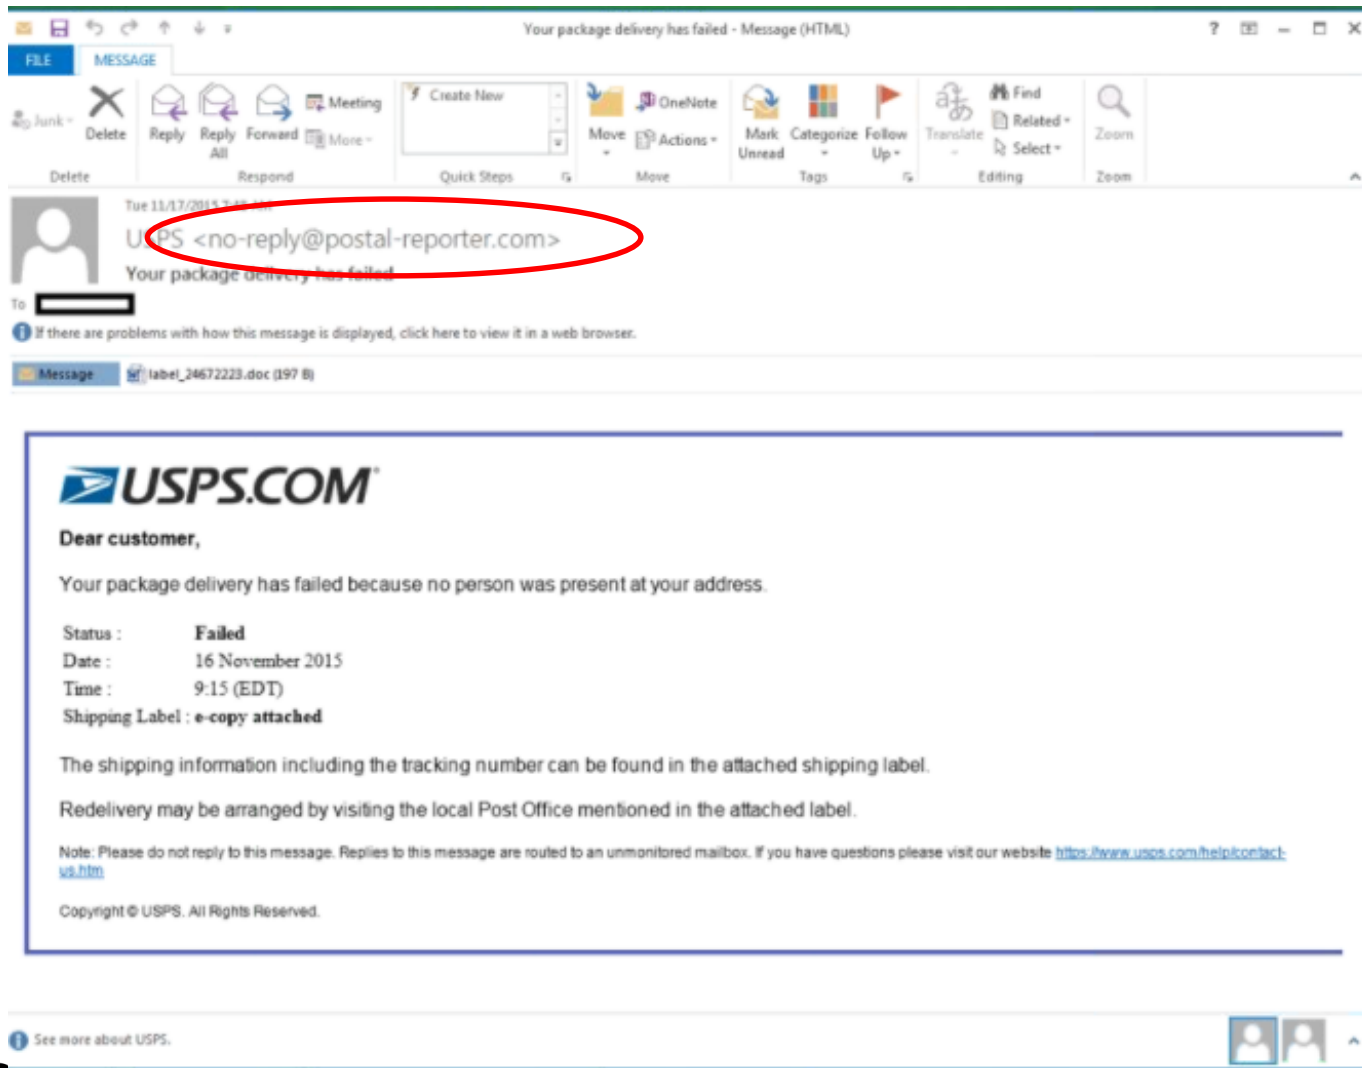 Your package delivery has failed - Message (HTML)
FILE MESSAGE
Junk
Delete
Reply
Reply All
Forward
Meeting
More
Create New
Move
OneNote
Actions
Mark Unread
Categorize
Follow Up
Translate
Find
Related
Select
Zoom
Delete Respond Quick Steps Move Tags Editing Zoom
Tue 11/17/2015
USPS <no-reply@postal-reporter.com>
Your package delivery has failed
To
If there are problems with how this message is displayed, click here to view it in a web browser.
Message label_24672223.doc (197 B)
USPS.COM
Dear customer,
Your package delivery has failed because no person was present at your address.
Status : Failed
Date : 16 November 2015
Time : 9:15 (EDT)
Shipping Label : e-copy attached
The shipping information including the tracking number can be found in the attached shipping label.
Redelivery may be arranged by visiting the local Post Office mentioned in the attached label.
Note: Please do not reply to this message. Replies to this message are routed to an unmonitored mailbox. If you have questions please visit our website https://www.usps.com/help/contact-
us.htm
Copyright © USPS. All Rights Reserved.
See more about USPS.